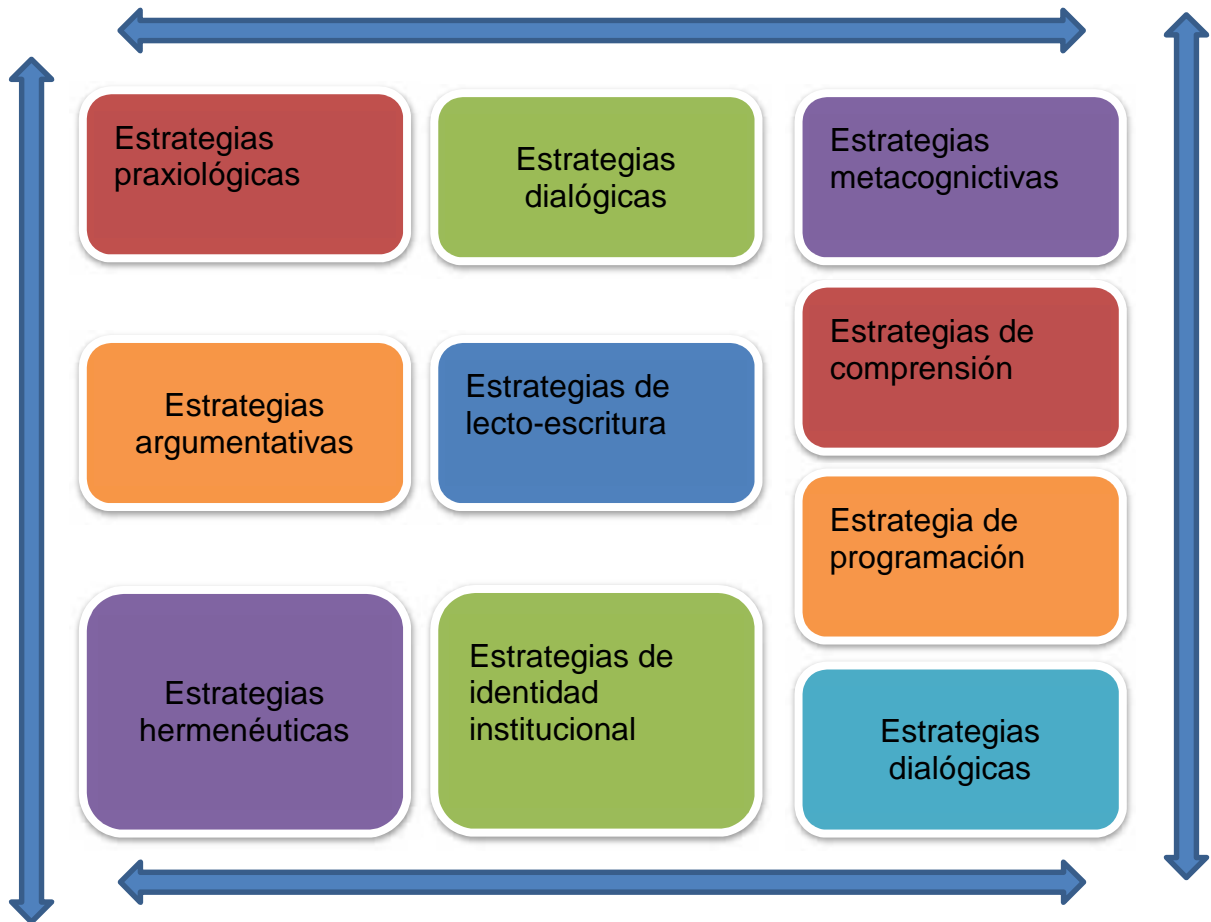 Estrategias
praxiológicas
Estrategias
dialógicas
Estrategias
metacognictivas
Estrategias de
comprensión
Estrategias
argumentativas
Estrategias de
lecto-escritura
Estrategia de
programación
Estrategias
hermenéuticas
Estrategias de
identidad
institucional
Estrategias
dialógicas